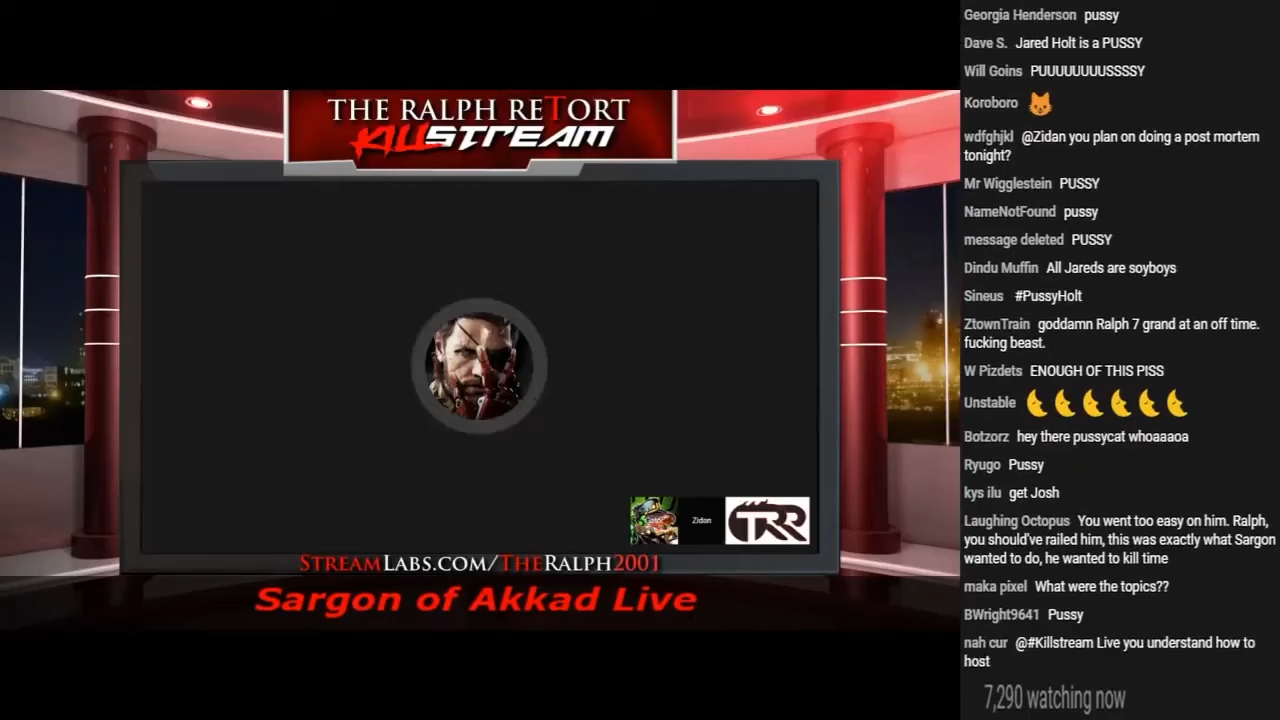 THE RALPH RETORT
KILLSTREAM
Gator
Zidan
TRR
STREAMLABS.COM/THERALPH2001
Sargon of Akkad Live
Georgia Henderson pussy
Dave S. Jared Holt is a PUSSY
Will Goins PUUUUUUUSSSSY
Koroboro
wdfghjkl @Zidan you plan on doing a post mortem
tonight?
Mr Wigglestein PUSSY
NameNotFound pussy
message deleted PUSSY
Dindu Muffin All Jareds are soyboys
Sineus #PussyHolt
ZtownTrain goddamn Ralph 7 grand at an off time.
fucking beast.
W Pizdets ENOUGH OF THIS PISS
Unstable
Botzorz hey there pussycat whoaaaoa
Ryugo Pussy
kys ilu get Josh
Laughing Octopus You went too easy on him. Ralph,
you should've railed him, this was exactly what Sargon
wanted to do, he wanted to kill time
maka pixel What were the topics??
BWright9641 Pussy
nah cur @#Killstream Live you understand how to
host
7,290 watching now